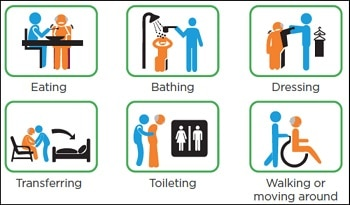 Eating
Bathing
Dressing
Transferring
Toileting
Walking or
moving around